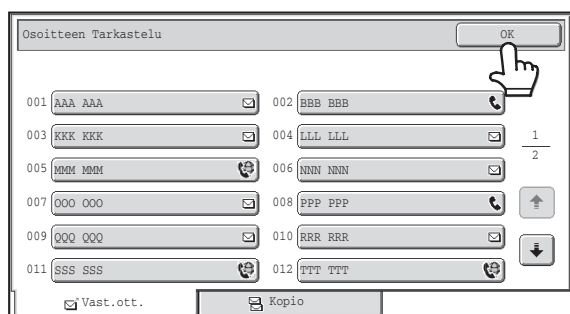 Osoitteen Tarkastelu OK
001 AAA AAA 002 BBB BBB
003 KKK KKK 004 LLL LLL 1
005 MMM MMM 006 NNN NNN 2
007 OOO OOO 008 PPP PPP
009 QQQ QQQ 010 RRR RRR
011 SSS SSS 012 TTT TTT
Vast.ott. Kopio